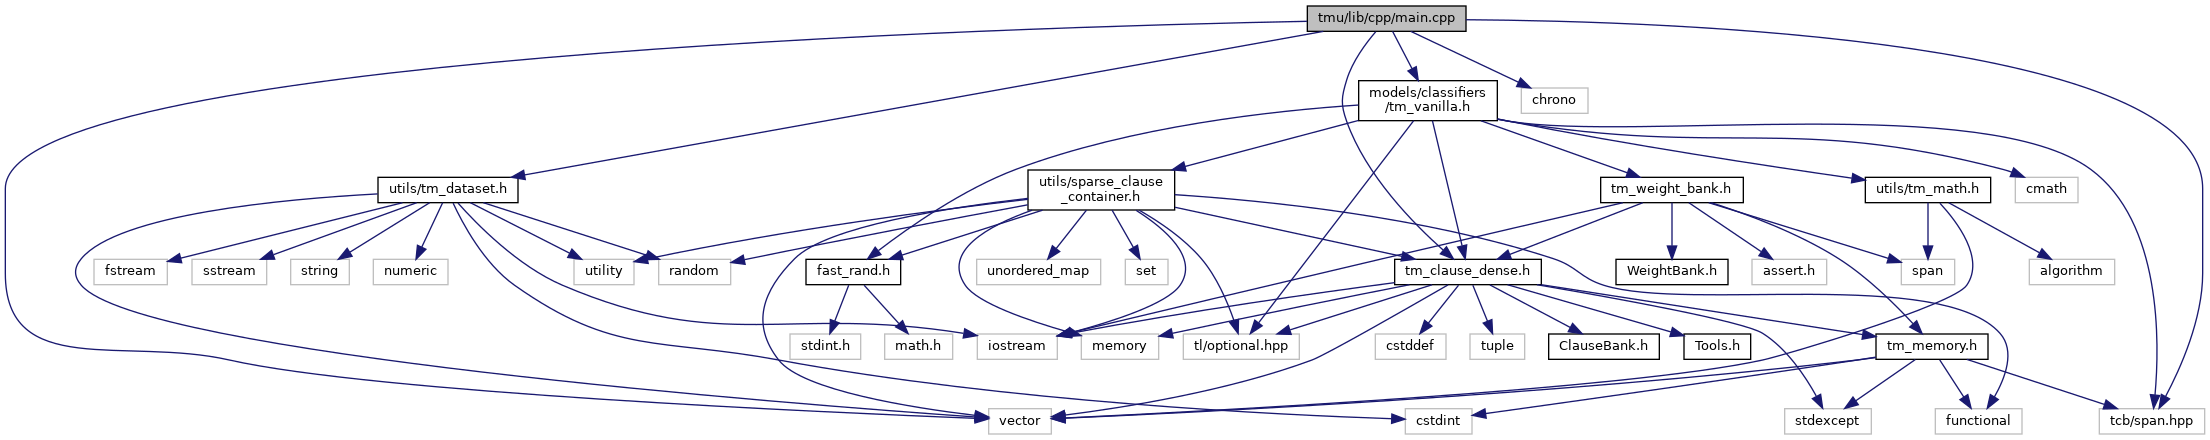 tmu/lib/cpp/main.cpp
models/classifiers
/tm_vanilla.h
chrono
utils/tm_dataset.h
utils/sparse_clause
_container.h
tm_weight_bank.h
utils/tm_math.h
cmath
fstream
sstream
string
numeric
utility
random
fast_rand.h
unordered_map
set
tm_clause_dense.h
WeightBank.h
assert.h
span
algorithm
stdint.h
math.h
iostream
memory
tl/optional.hpp
cstddef
tuple
ClauseBank.h
Tools.h
tm_memory.h
vector
cstdint
stdexcept
functional
tcb/span.hpp